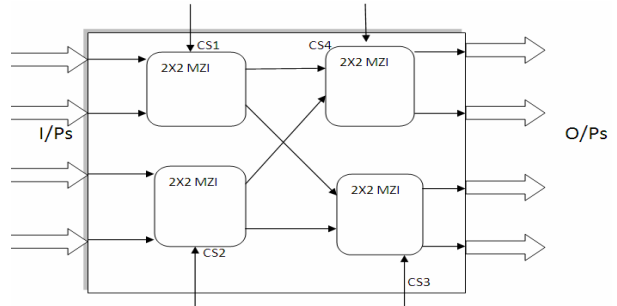 CS1
CS4
2X2 MZI
2X2 MZI
I/Ps
O/Ps
2X2 MZI
2X2 MZI
CS2
CS3